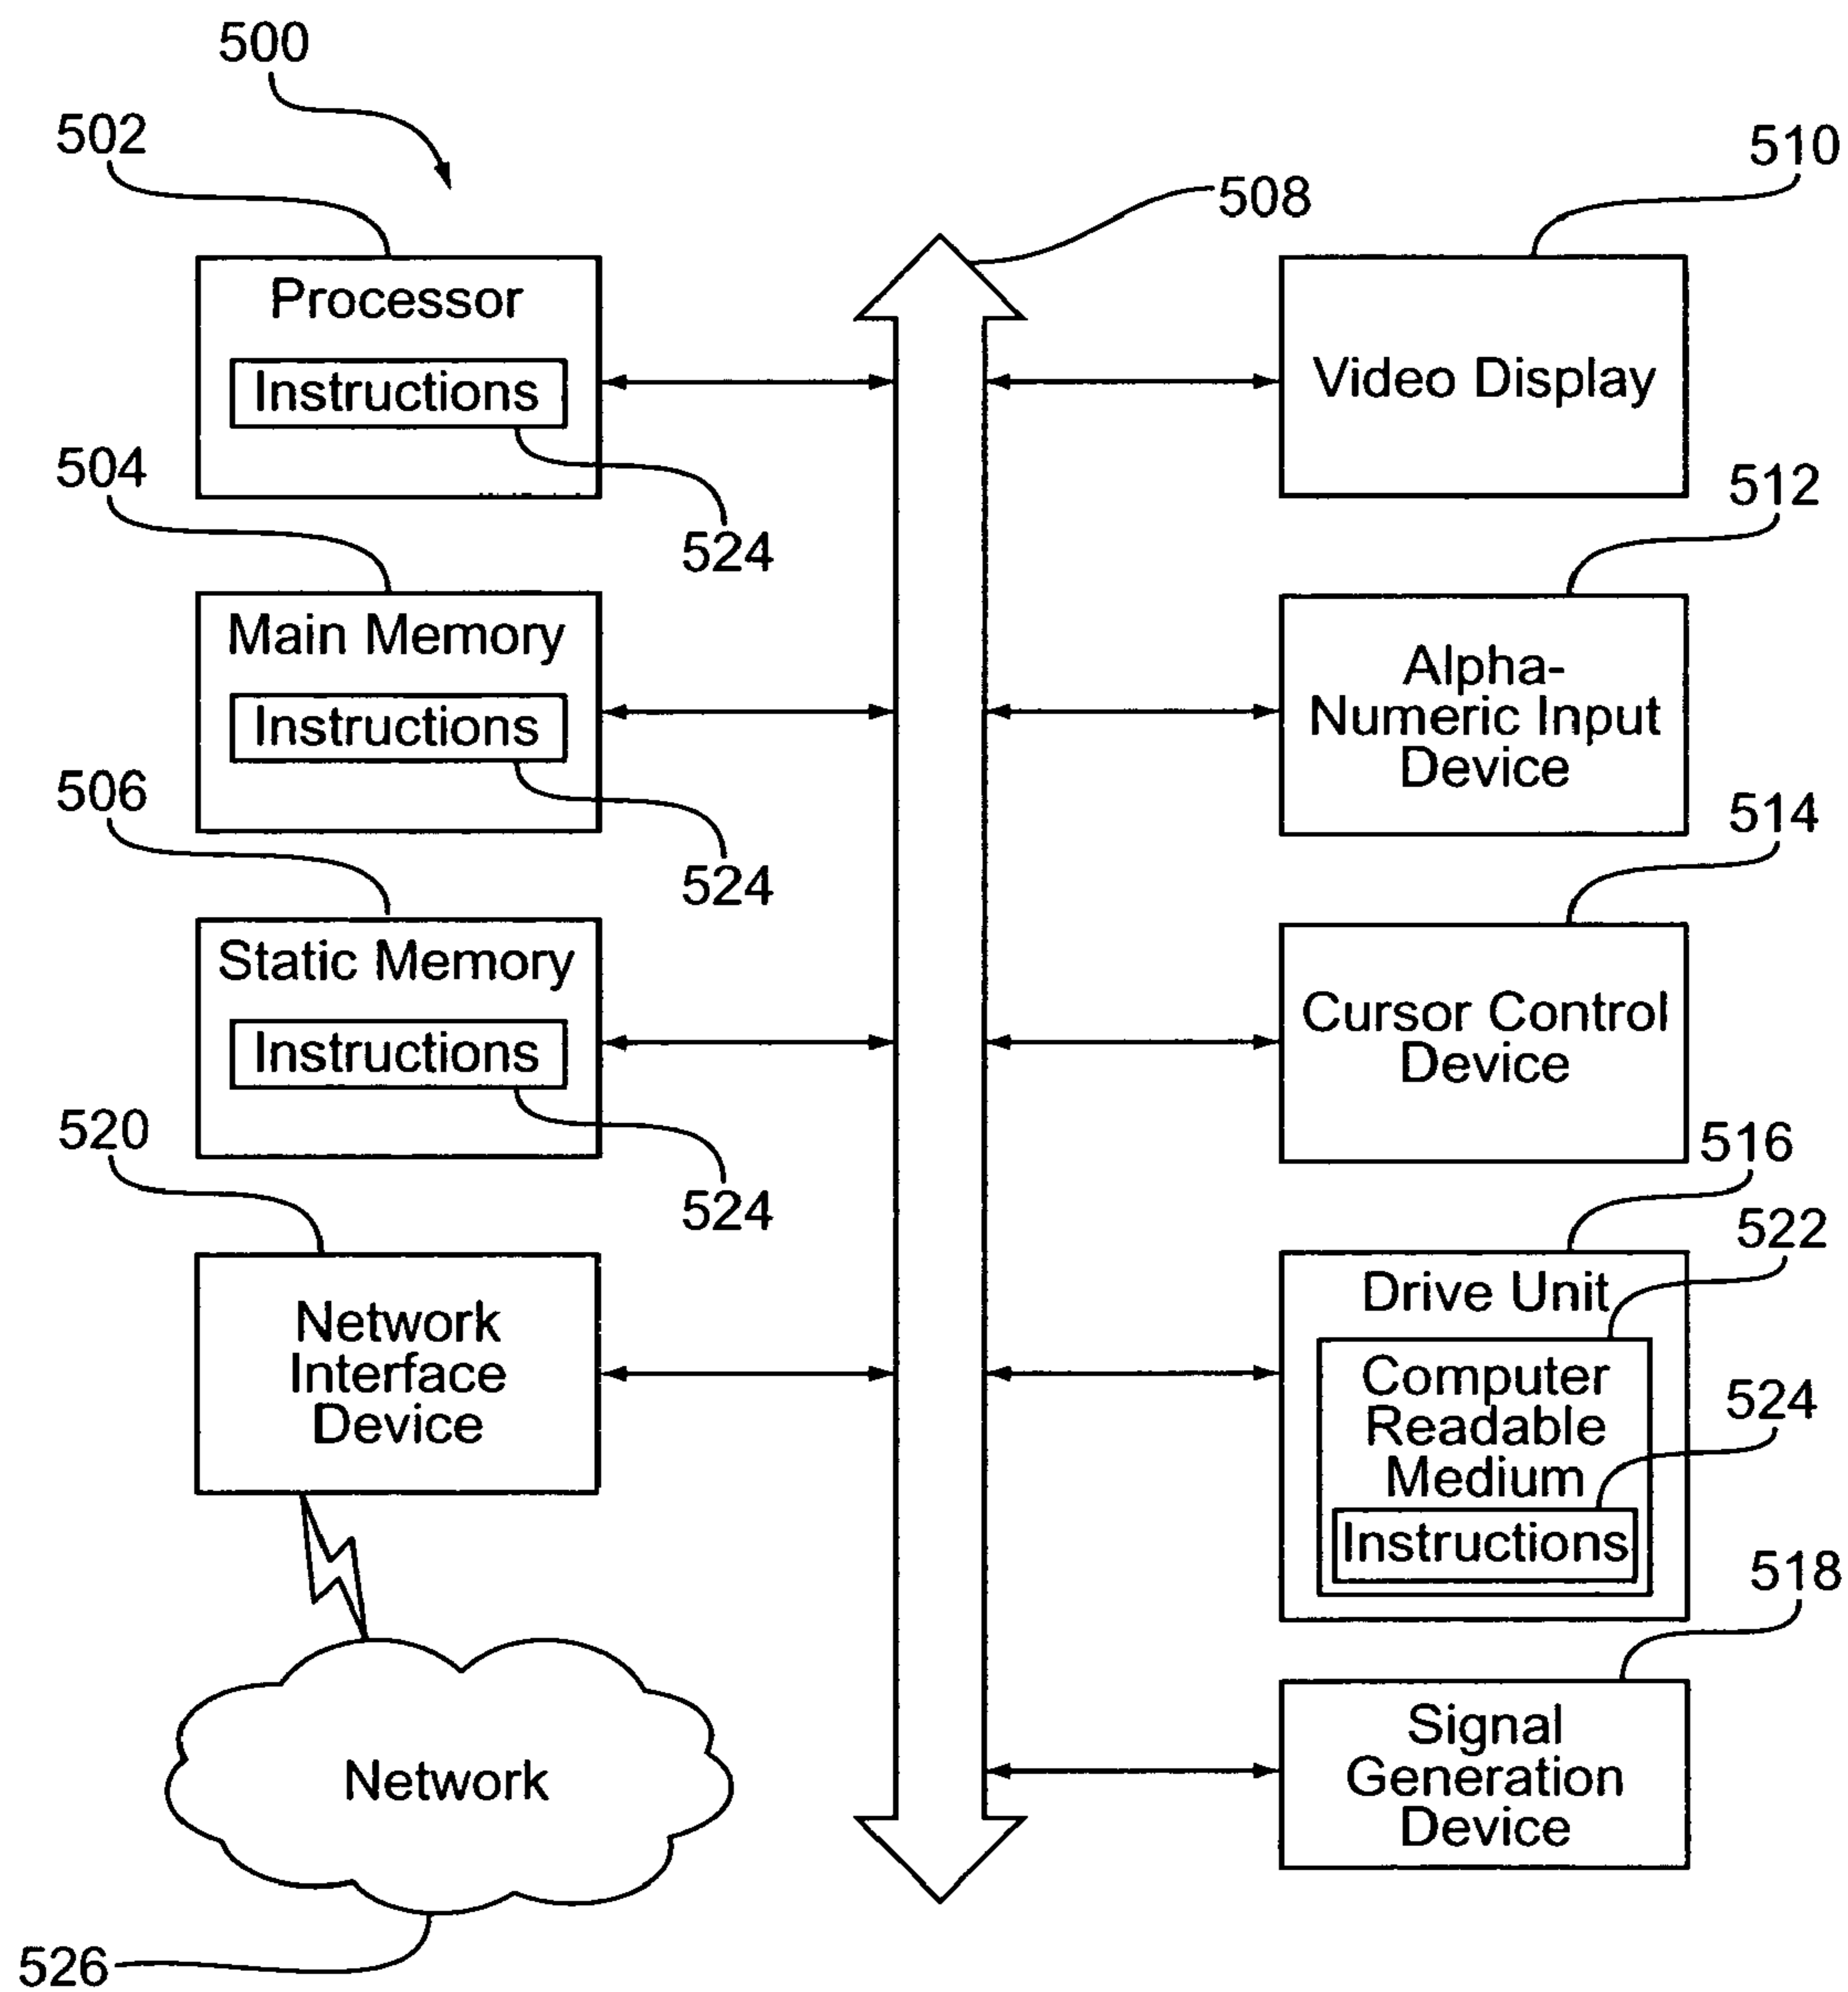 500
502
508
510
Processor
Instructions
524
Video Display
504
512
Main Memory
Instructions
524
Alpha-
Numeric Input
Device
506
514
Static Memory
Instructions
524
Cursor Control
Device
520
516
522
Network
Interface
Device
Drive Unit
Computer
Readable
Medium
524
Instructions
518
Network
526
Signal
Generation
Device